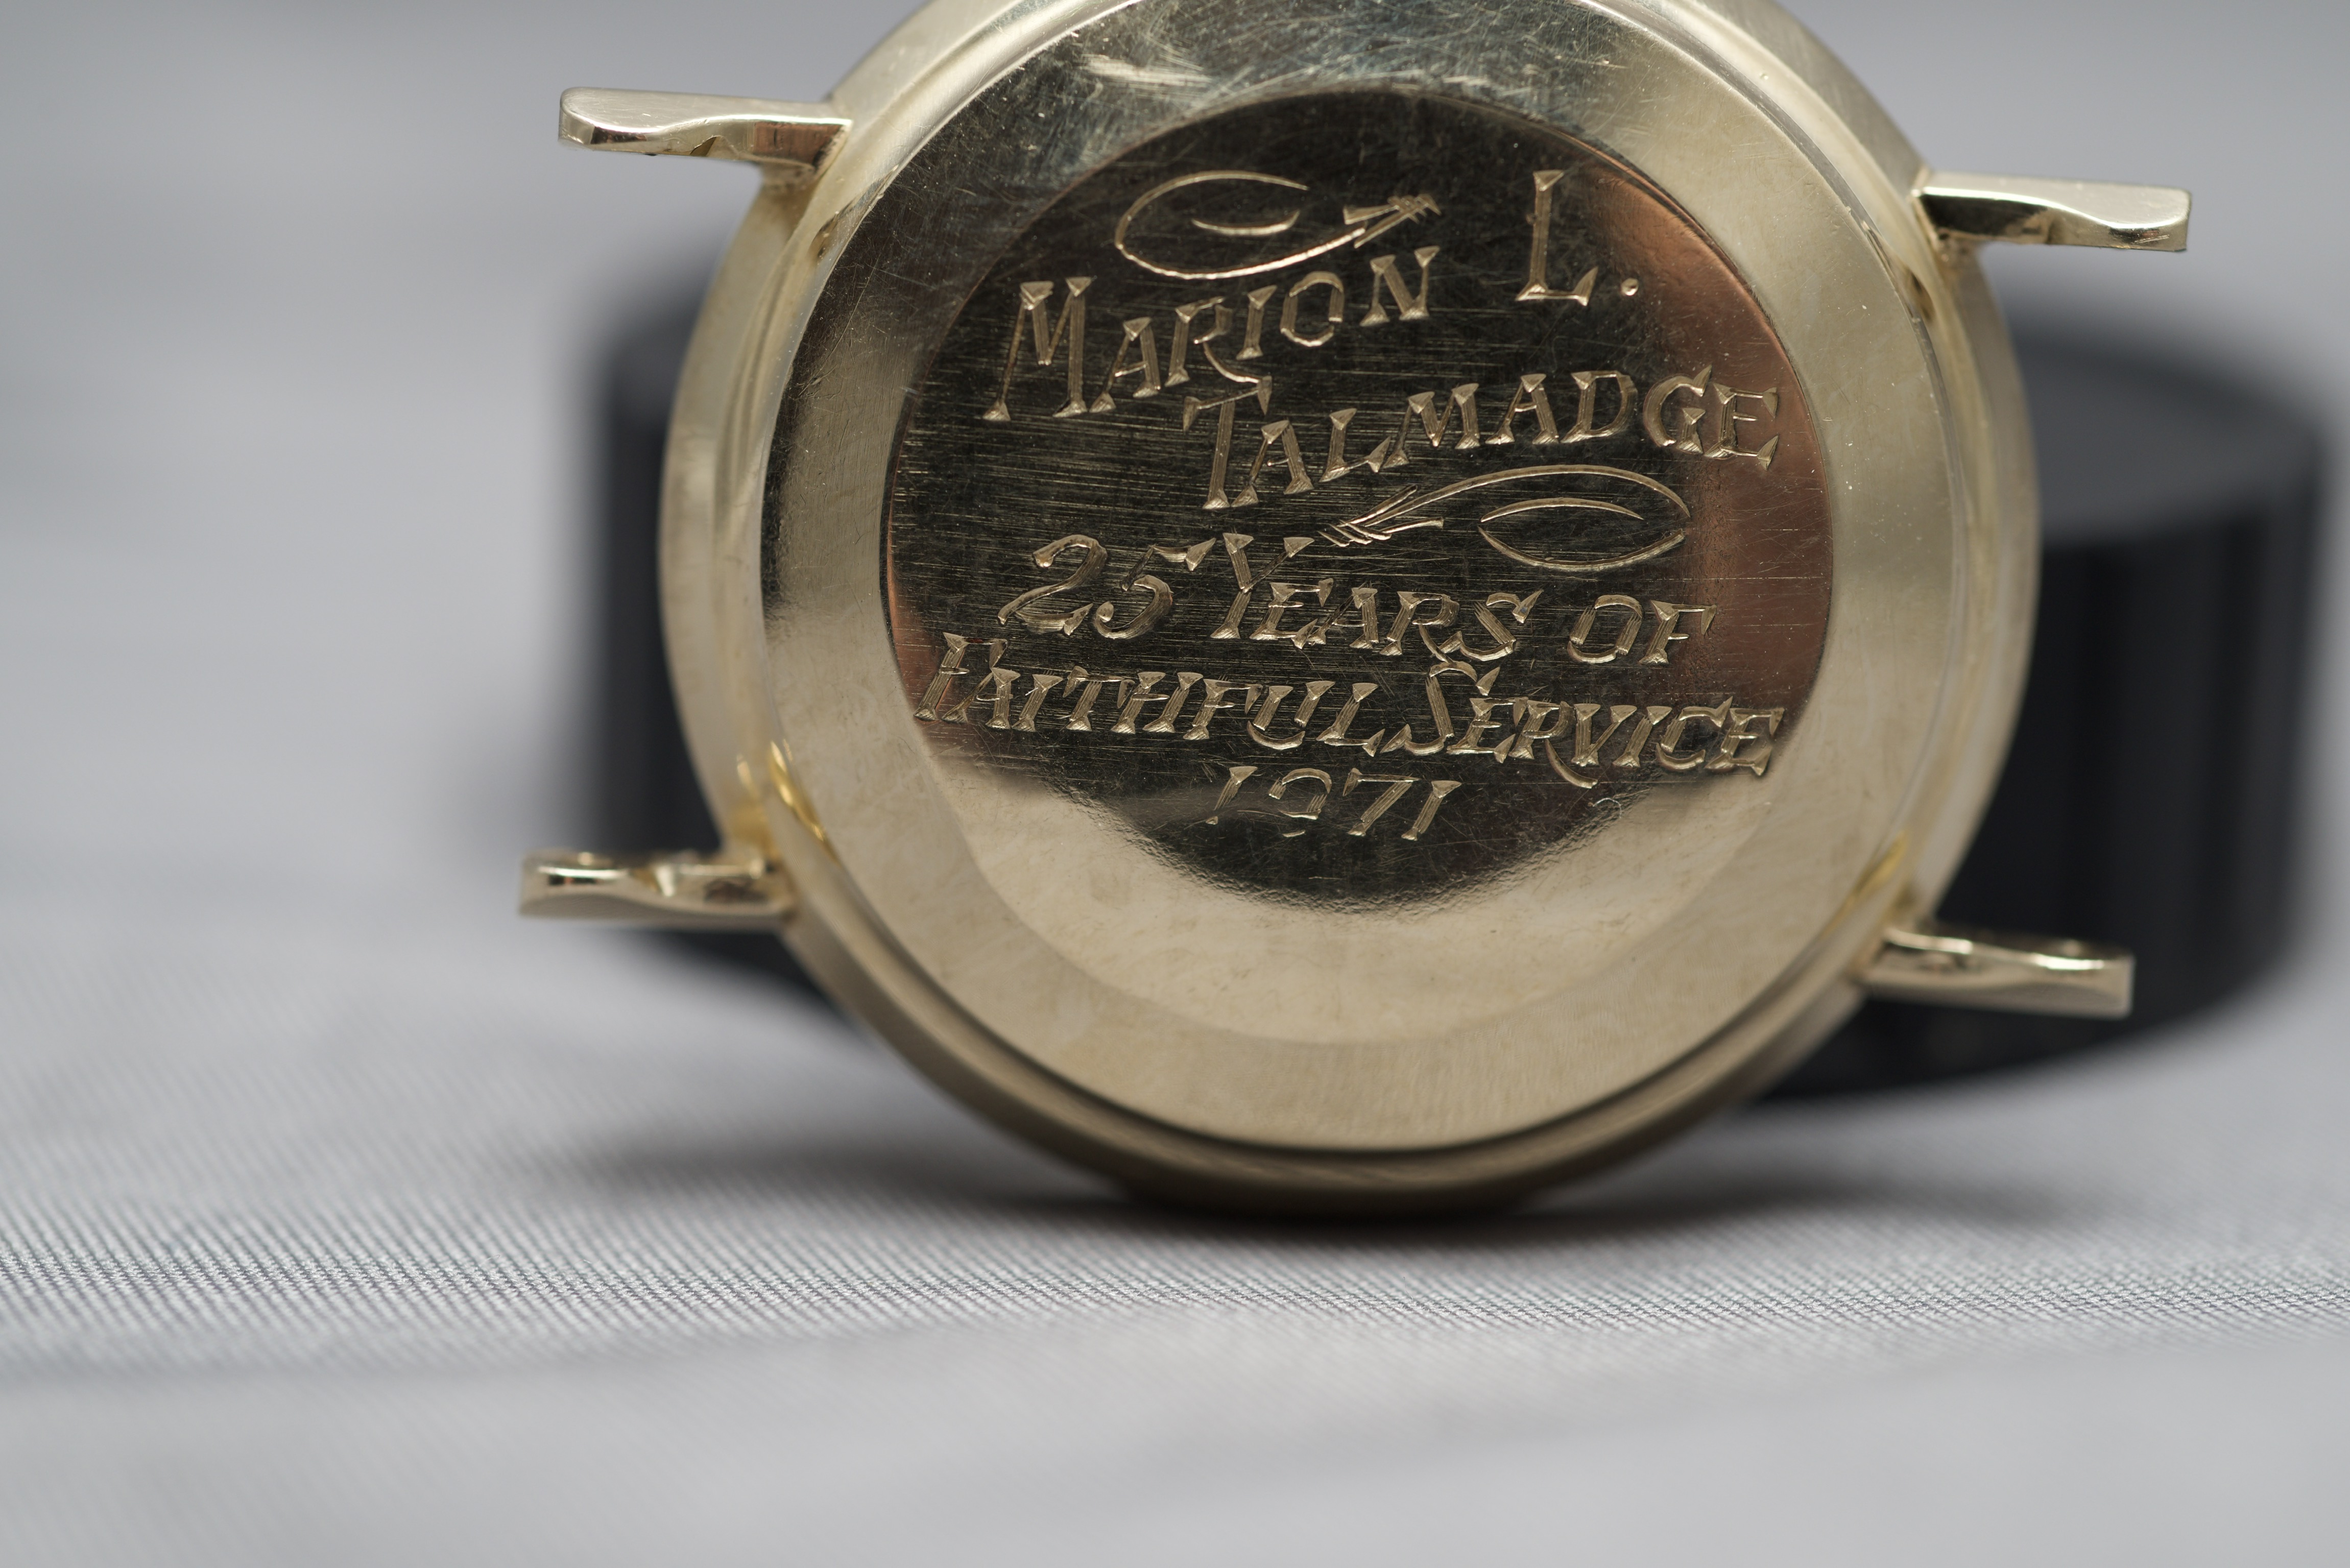 MARION L.
TALMADGE
25 YEARS OF
FAITHFUL SERVICE
1971